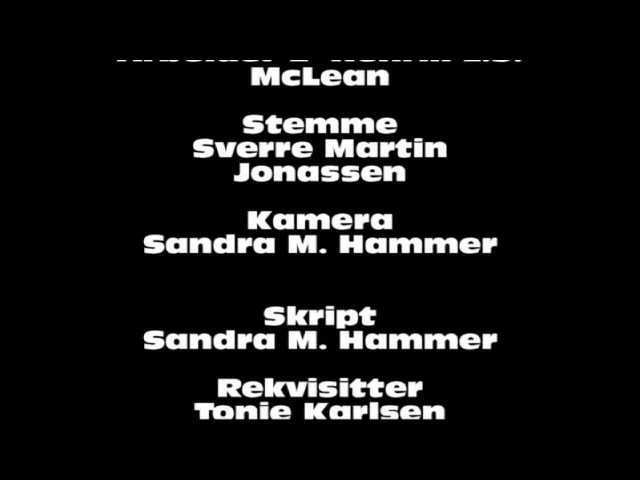 McLean
Stemme
Sverre Martin
Jonassen
Kamera
Sandra M. Hammer
Skript
Sandra M. Hammer
Rekvisitter
Tonie Karlsen